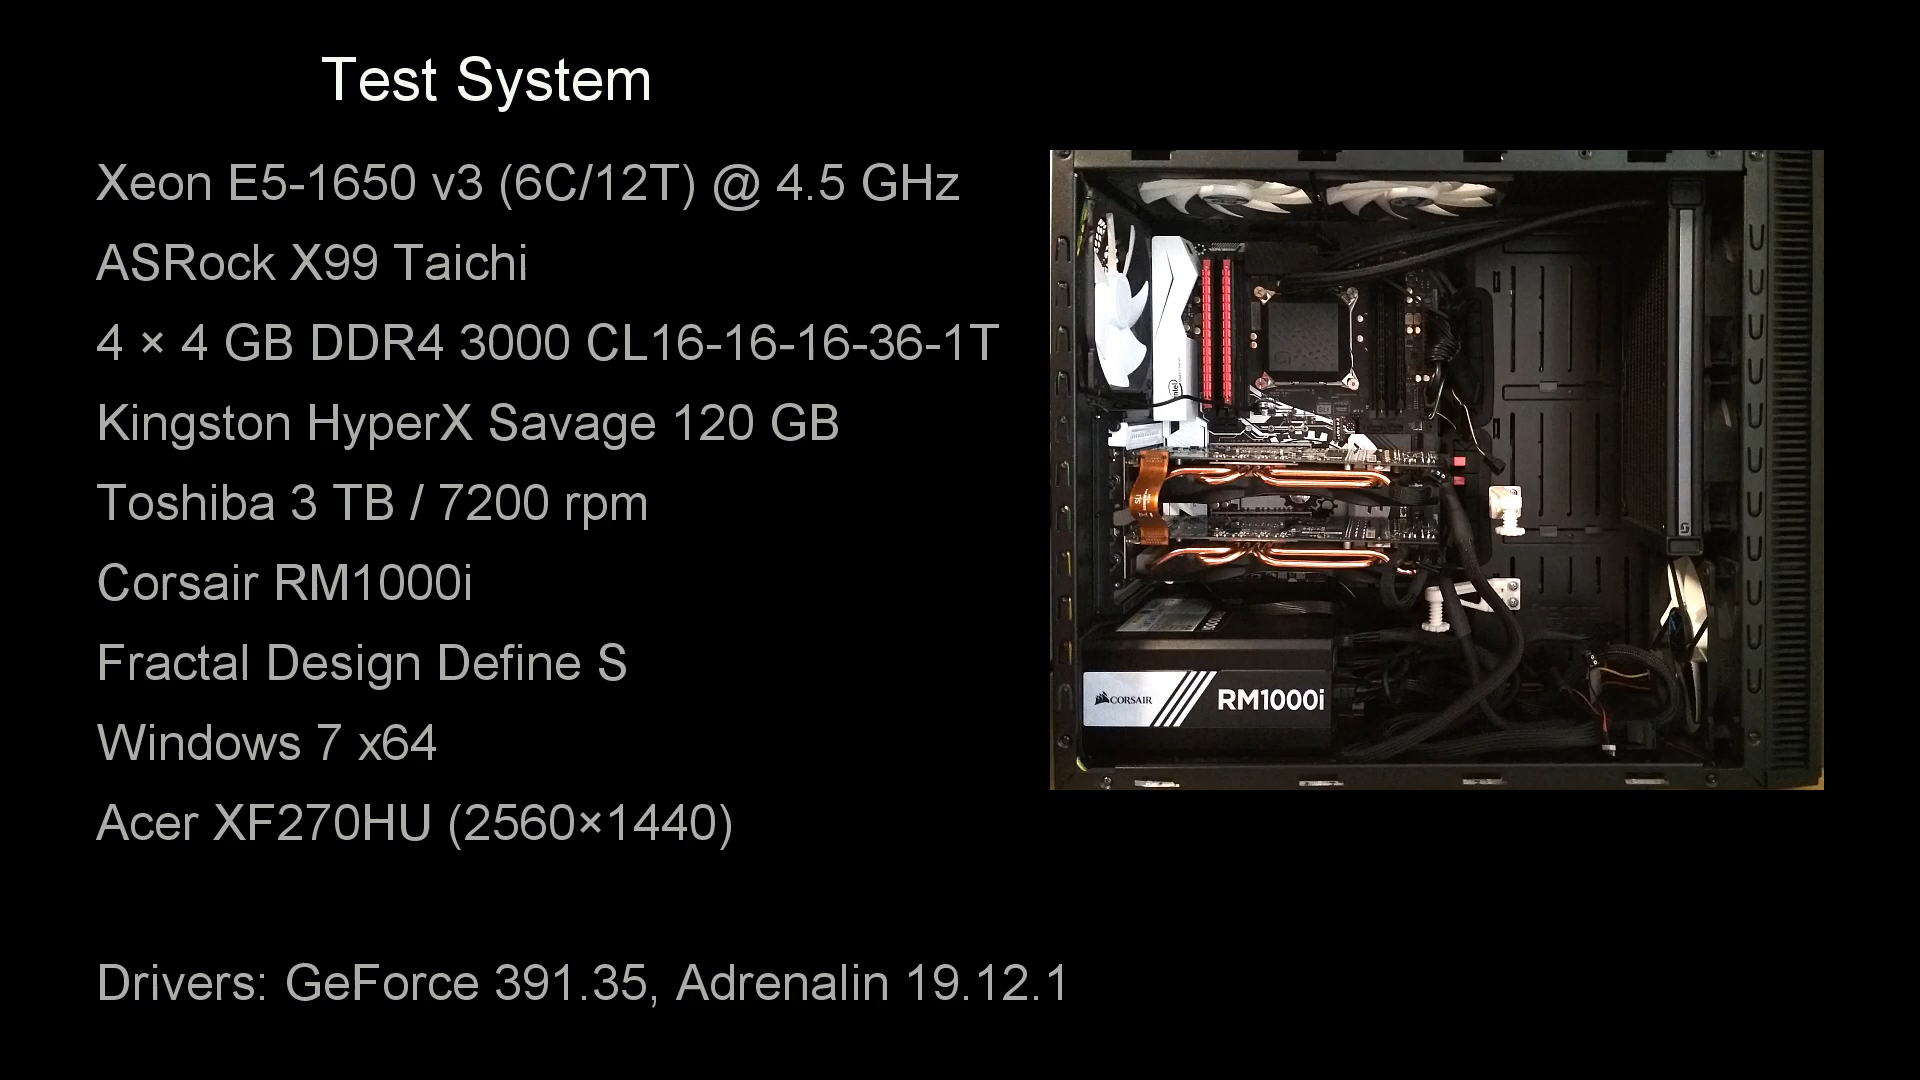 Test System
Xeon E5-1650 v3 (6C/12T) @ 4.5 GHz
ASRock X99 Taichi
4 × 4 GB DDR4 3000 CL16-16-16-36-1T
Kingston HyperX Savage 120 GB
Toshiba 3 TB / 7200 rpm
Corsair RM1000i
Fractal Design Define S
Windows 7 x64
Acer XF270HU (2560×1440)
Drivers: GeForce 391.35, Adrenalin 19.12.1
intel
CORSAIR
RM1000i